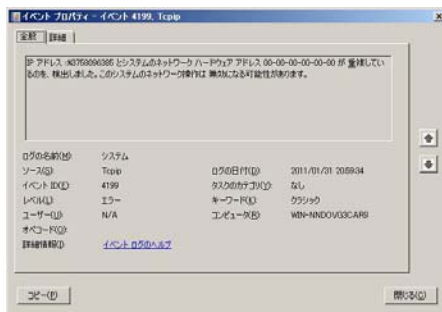 イベント プロパティ - イベント 4199, Tcpip
全般 詳細
IP アドレス :%3758096385 とシステムのネットワーク ハードウェア アドレス 00-00-00-00-00-00 が 重複してい
るのを、検出しました。このシステムのネットワーク操作は 無効になる可能性があります。
ログの名前(M): システム
ソース(S): Tcpip ログの日付(D): 2011/01/31 20:59:34
イベント ID(E): 4199 タスクのカテゴリ(Y): なし
レベル(L): エラー キーワード(K): クラシック
ユーザー(U): N/A コンピュータ(R): WIN-NNDOVG3CAR9
オペコード(O):
詳細情報(I): イベント ログのヘルプ
コピー(P) 閉じる(C)